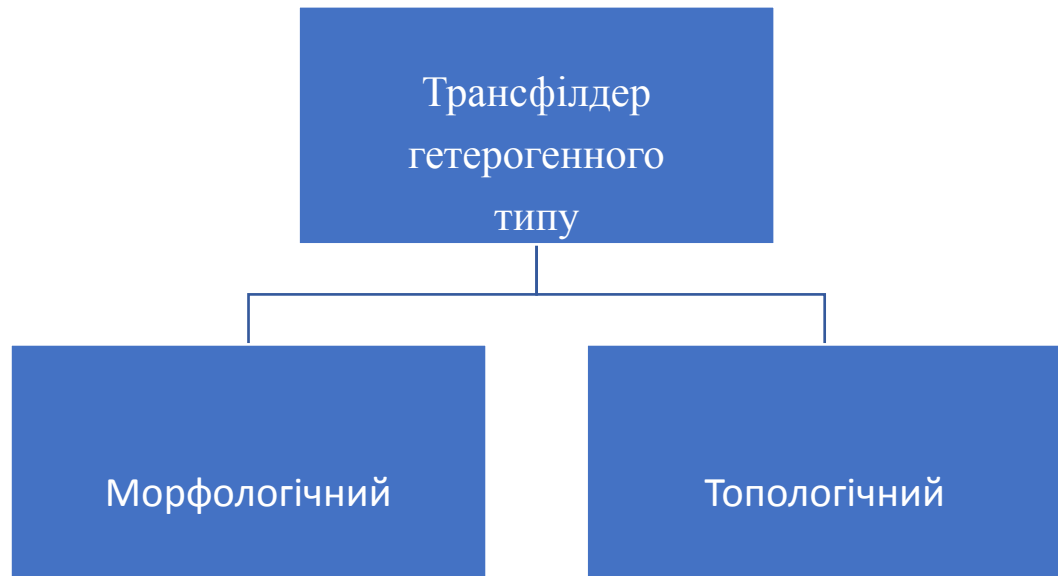 Трансфілдер
гетерогенного
типу
Морфологічний
Топологічний